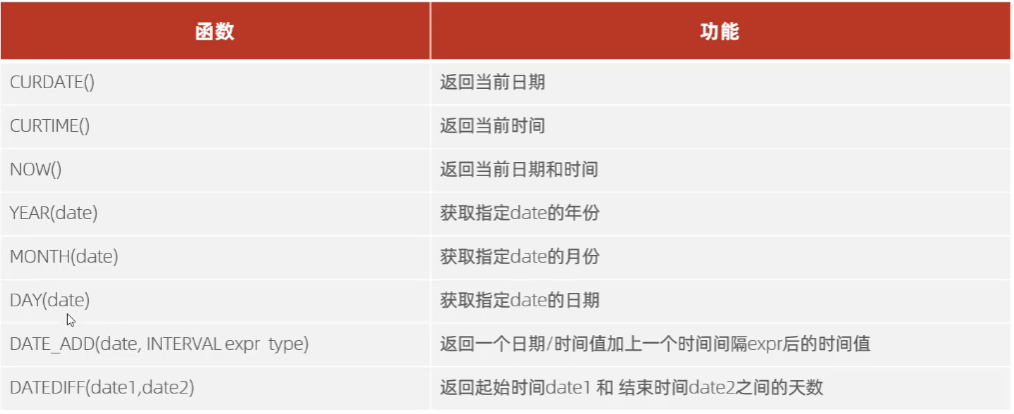 函数 功能
CURDATE() 返回当前日期
CURTIME() 返回当前时间
NOW() 返回当前日期和时间
YEAR(date) 获取指定date的年份
MONTH(date) 获取指定date的月份
DAY(date) 获取指定date的日期
DATE_ADD(date, INTERVAL expr type) 返回一个日期/时间值加上一个时间间隔expr后的时间值
DATEDIFF(date1,date2) 返回起始时间date1 和 结束时间date2之间的天数